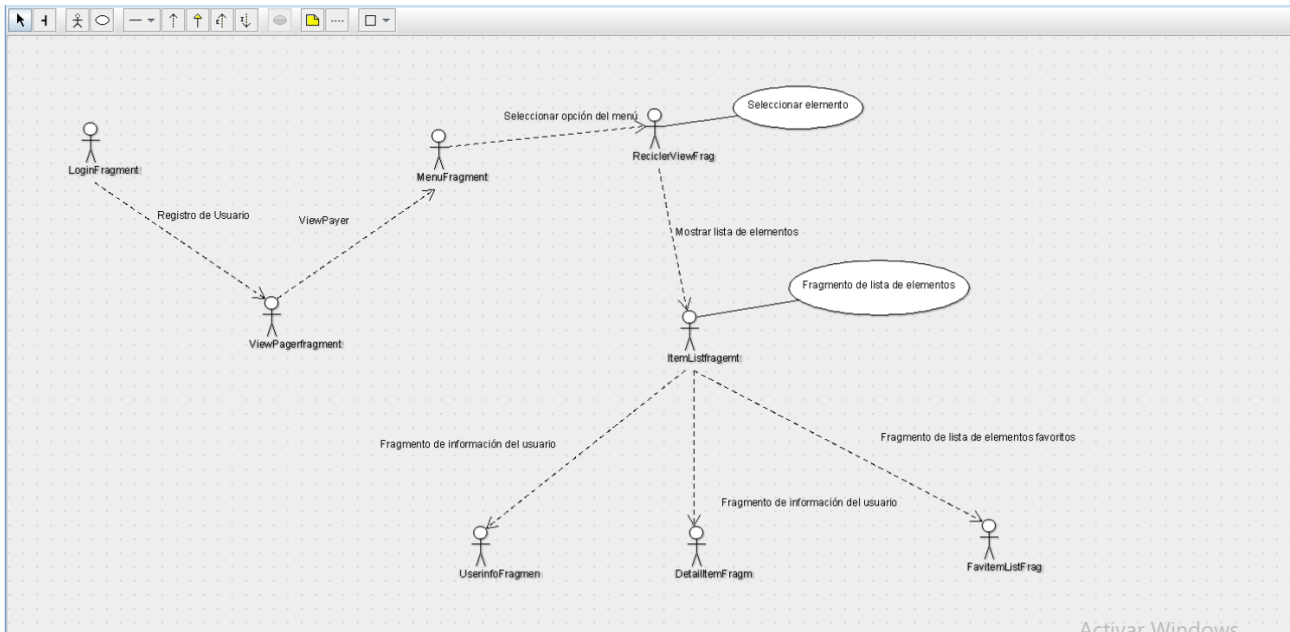 Seleccionar elemento
Seleccionar opción del menú
ReciclerViewFrag
LoginFragment
MenuFragment
Registro de Usuario
ViewPayer
Mostrar lista de elementos
Fragmento de lista de elementos
ViewPagerfragment
ItemListfragemt
Fragmento de información del usuario
Fragmento de lista de elementos favoritos
Fragmento de información del usuario
UserinfoFragmen
DetailItemFragm
FavitemListFrag
Activar Windows